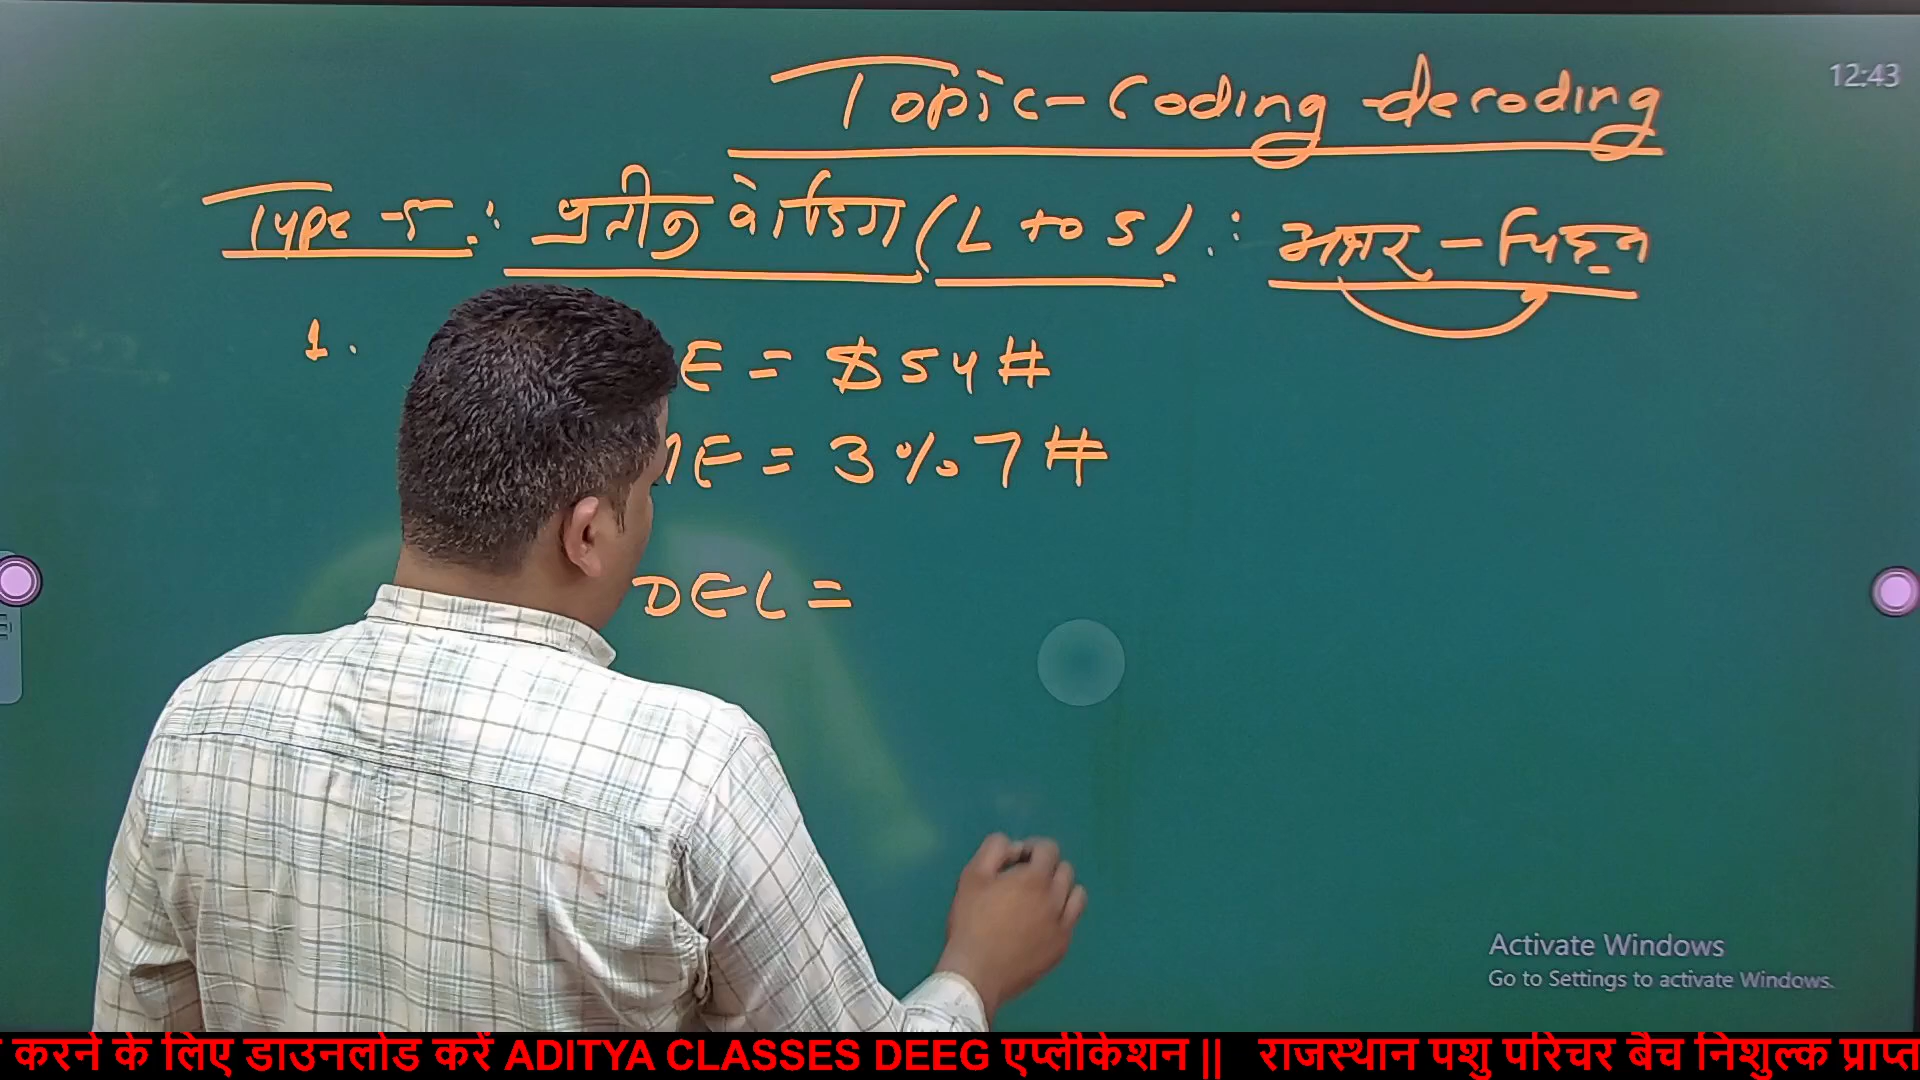 12:43
Topic - Coding decoding
Type - 5 : प्रतीक कोडिंग (L to S) : अक्षर - चिह्न
1.
E = $54#
E = 3%7#
DEL =
Activate Windows
Go to Settings to activate Windows.
करने के लिए डाउनलोड करें ADITYA CLASSES DEEG एप्लीकेशन || राजस्थान पशु परिचर बैच निशुल्क प्राप्त